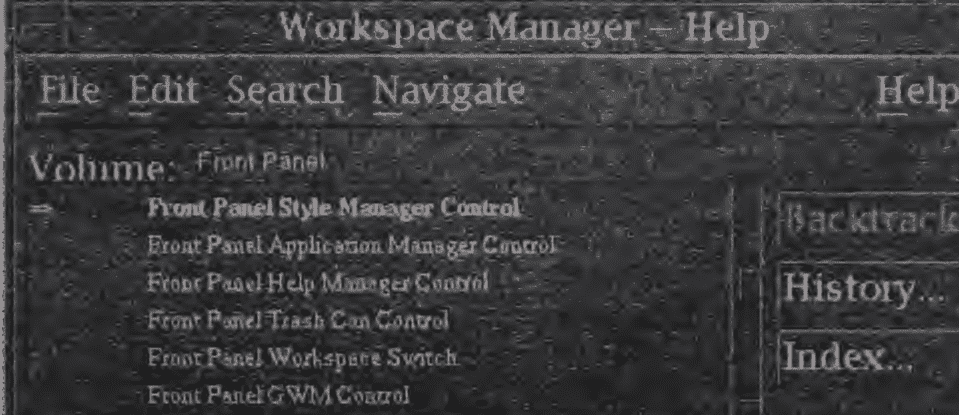 Workspace Manager – Help
File Edit Search Navigate Help
Volume: Front Panel
⇒ Front Panel Style Manager Control
Front Panel Application Manager Control
Front Panel Help Manager Control
Front Panel Trash Can Control
Front Panel Workspace Switch
Front Panel GWM Control
Backtrack
History...
Index...